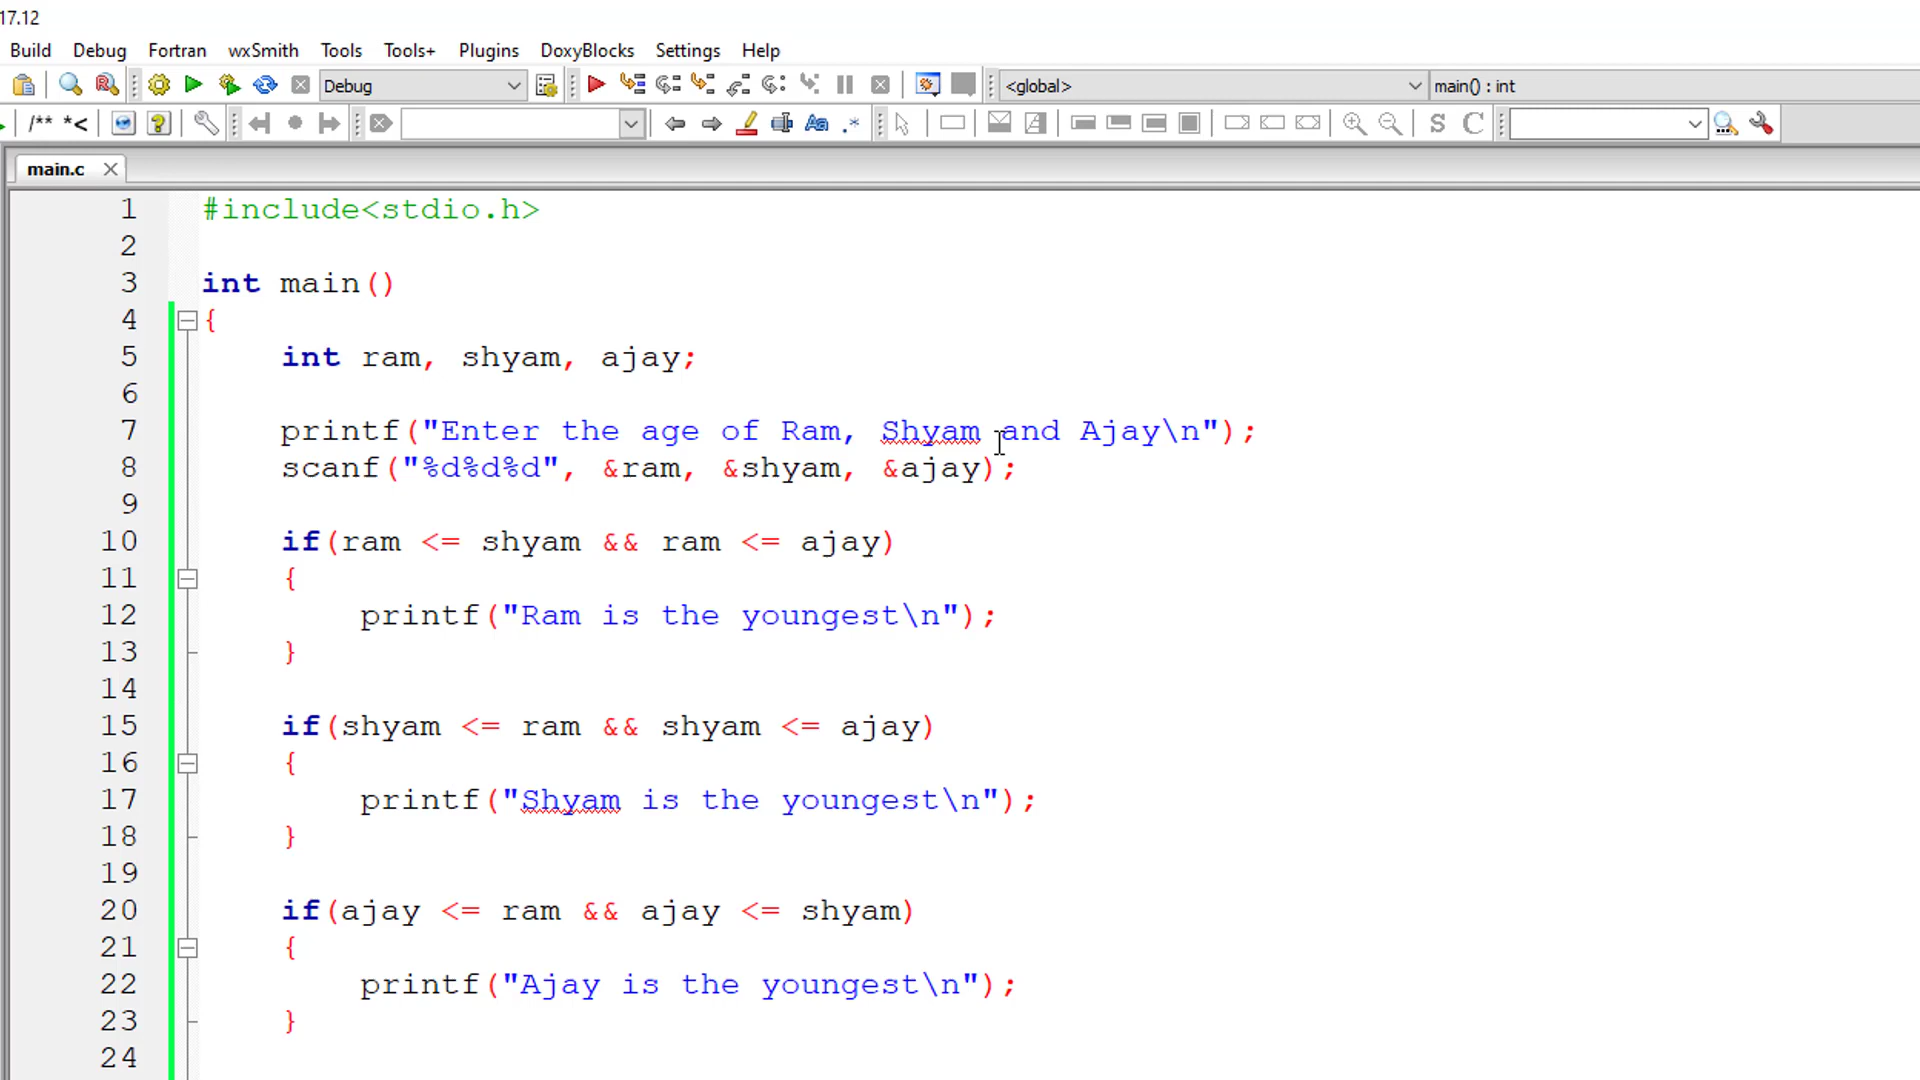 17.12
Build Debug Fortran wxSmith Tools Tools+ Plugins DoxyBlocks Settings Help
Debug <global> main() : int
/** *< Aa .* S C
main.c
1 #include<stdio.h>
2
3 int main()
4 {
5 int ram, shyam, ajay;
6
7 printf("Enter the age of Ram, Shyam and Ajay\n");
8 scanf("%d%d%d", &ram, &shyam, &ajay);
9
10 if(ram <= shyam && ram <= ajay)
11 {
12 printf("Ram is the youngest\n");
13 }
14
15 if(shyam <= ram && shyam <= ajay)
16 {
17 printf("Shyam is the youngest\n");
18 }
19
20 if(ajay <= ram && ajay <= shyam)
21 {
22 printf("Ajay is the youngest\n");
23 }
24